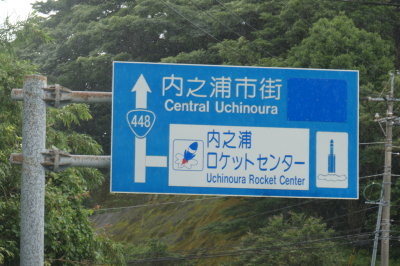 内之浦市街
Central Uchinoura
448
内之浦
ロケットセンター
Uchinoura Rocket Center